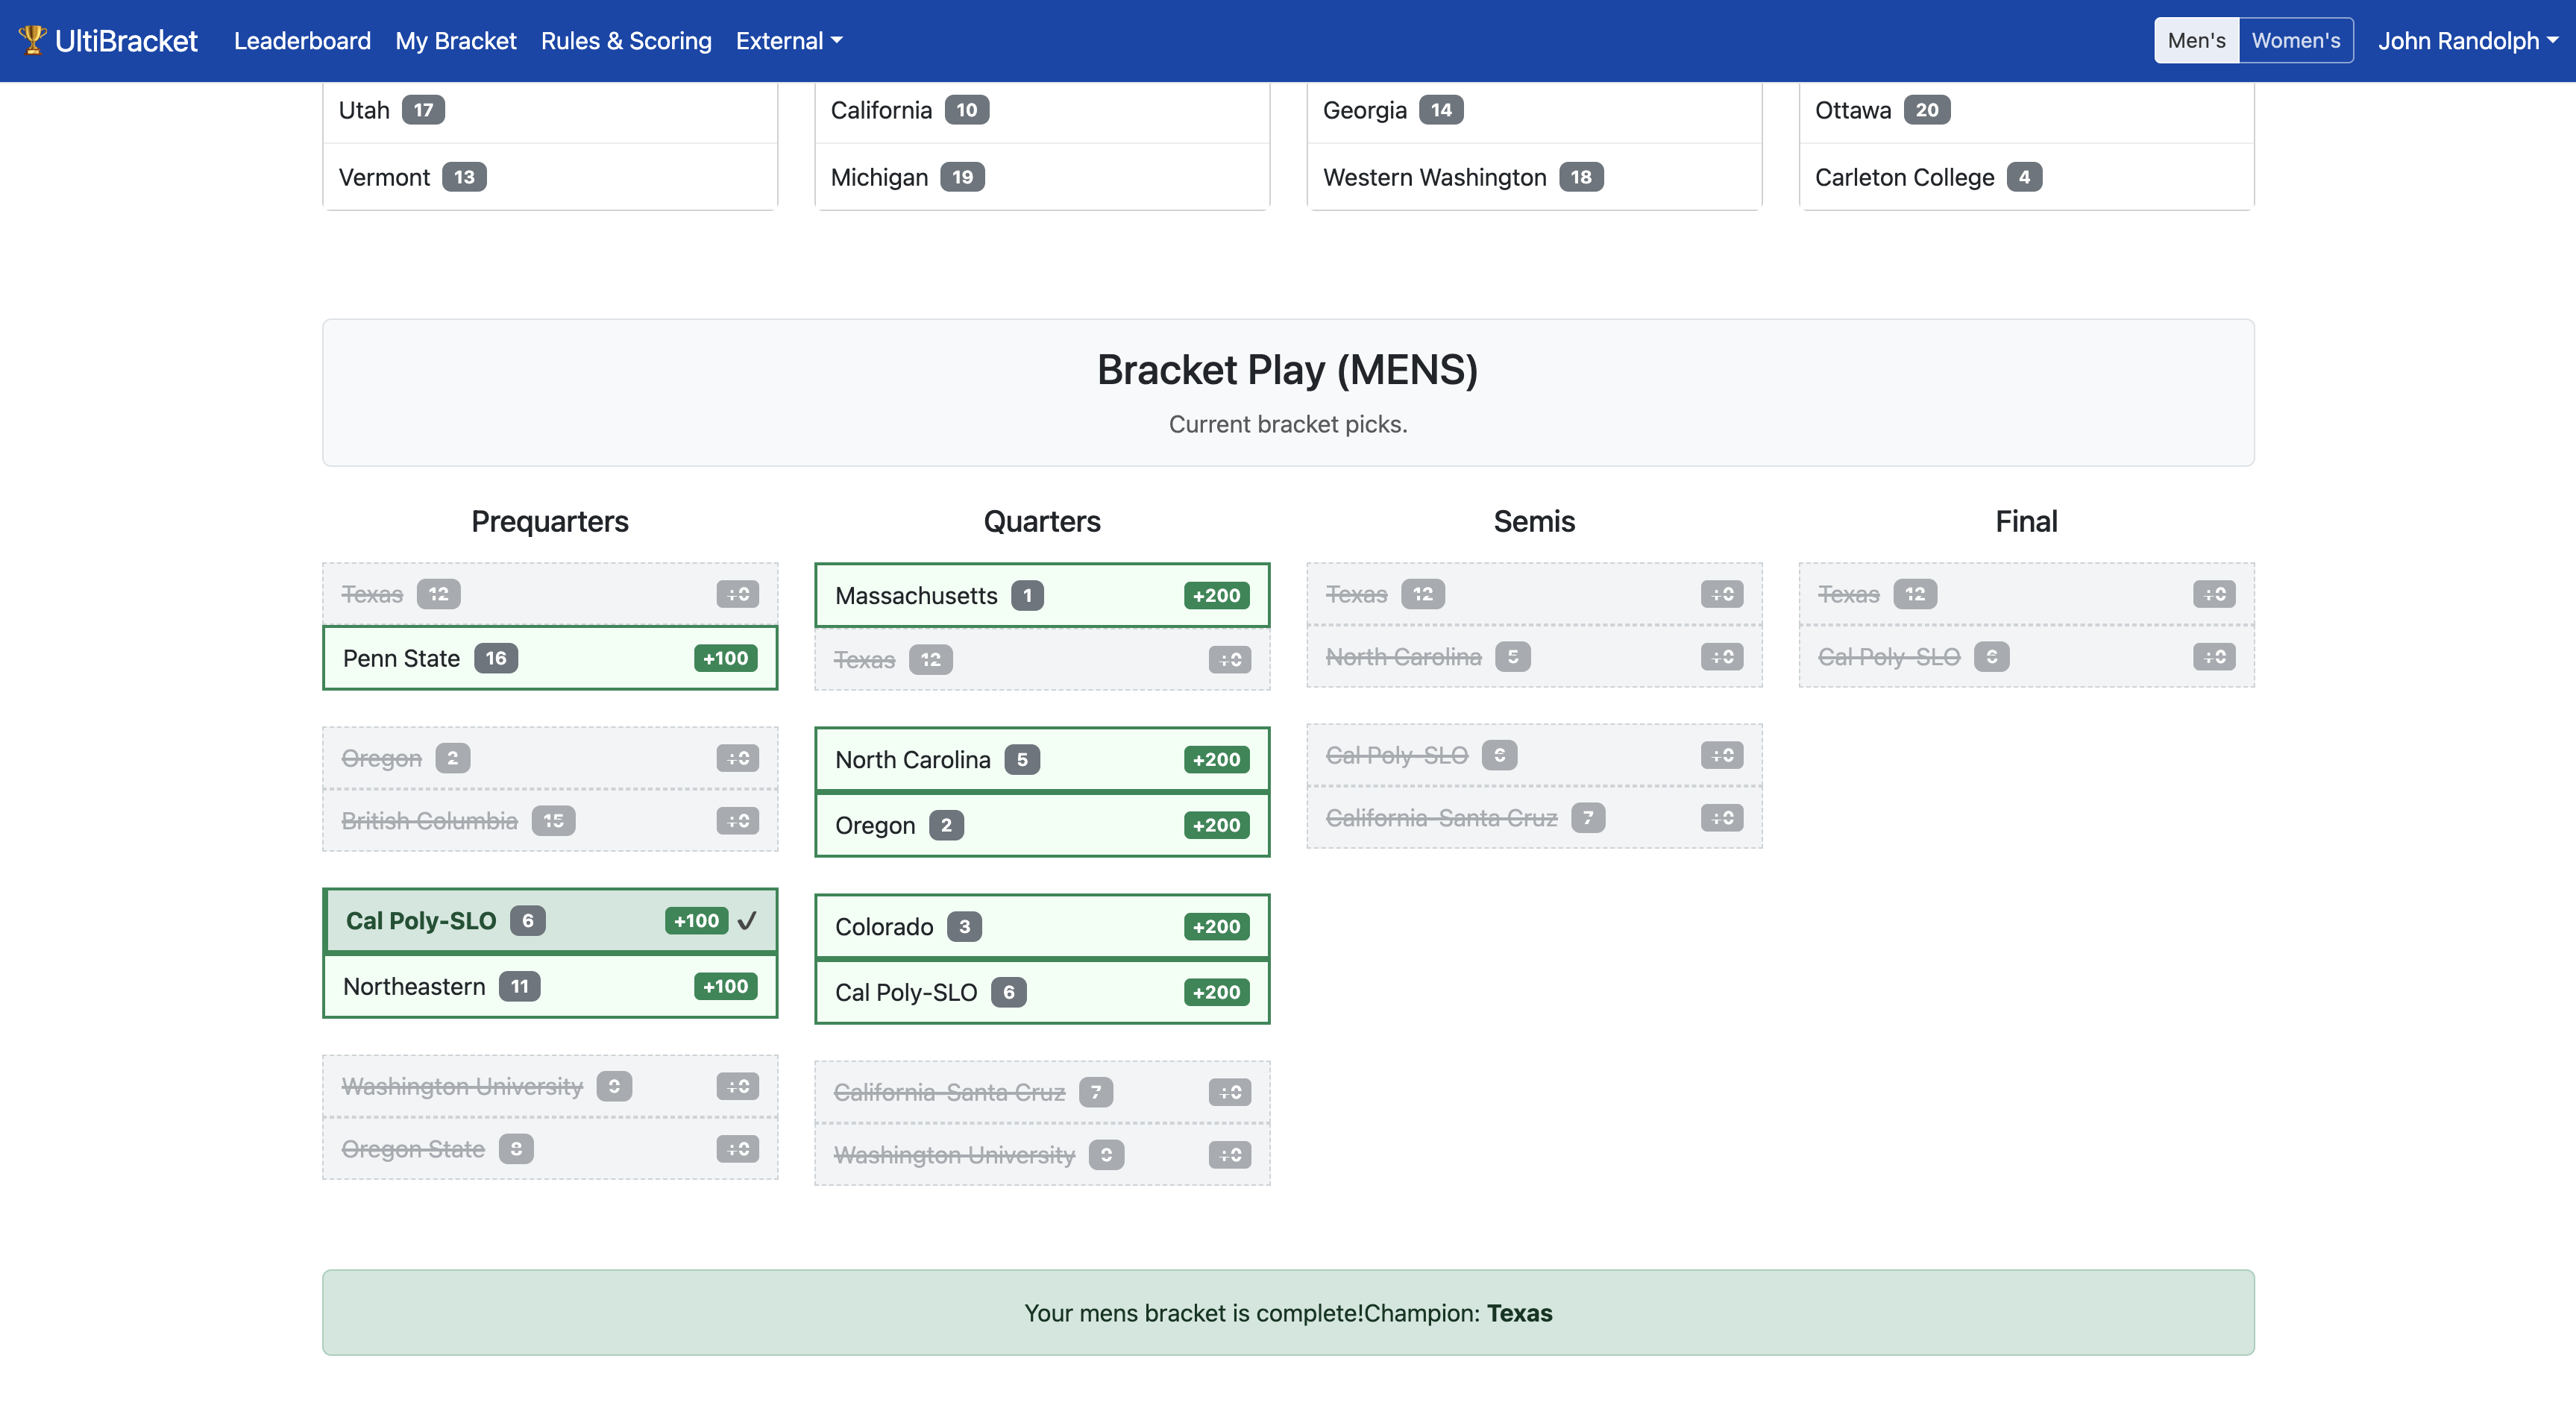 UltiBracket Leaderboard My Bracket Rules & Scoring External Men's Women's John Randolph
Utah 17
Vermont 13
California 10
Michigan 19
Georgia 14
Western Washington 18
Ottawa 20
Carleton College 4
Bracket Play (MENS)
Current bracket picks.
Prequarters
Texas 12 +0
Penn State 16 +100
Oregon 2 +0
British Columbia 15 +0
Cal Poly-SLO 6 +100 ✓
Northeastern 11 +100
Washington University 9 +0
Oregon State 8 +0
Quarters
Massachusetts 1 +200
Texas 12 +0
North Carolina 5 +200
Oregon 2 +200
Colorado 3 +200
Cal Poly-SLO 6 +200
California-Santa Cruz 7 +0
Washington University 9 +0
Semis
Texas 12 +0
North Carolina 5 +0
Cal Poly-SLO 6 +0
California-Santa Cruz 7 +0
Final
Texas 12 +0
Cal Poly-SLO 6 +0
Your mens bracket is complete!Champion: Texas